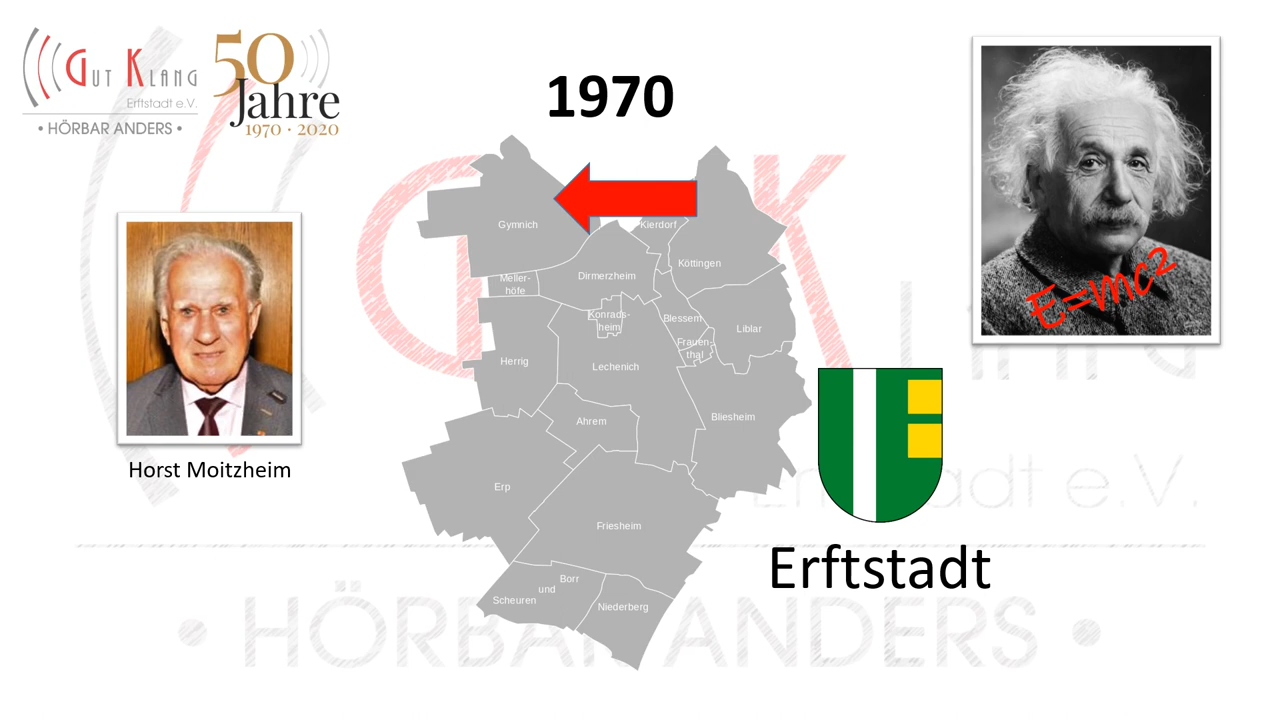 GUT KLANG
Erftstadt e.V.
• HÖRBAR ANDERS •
50
Jahre
1970 · 2020
1970
E=mc²
Gymnich
Kierdorf
Köttingen
Meller-
höfe
Dirmerzheim
Konrads-
heim
Blessem
Liblar
Frauen-
thal
Herrig
Lechenich
Ahrem
Bliesheim
Erp
Friesheim
Borr
und
Scheuren
Niederberg
Horst Moitzheim
Erftstadt
G K
Klang
Erftstadt e.V.
• HÖRBAR ANDERS •